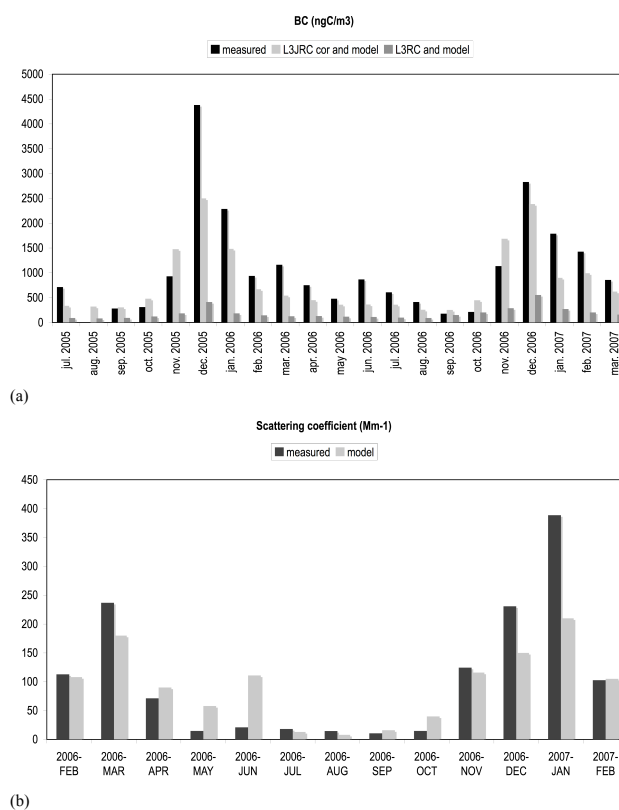 BC (ngC/m3)
measured L3JRC cor and model L3RC and model
5000
4500
4000
3500
3000
2500
2000
1500
1000
500
0
jul. 2005
aug. 2005
sep. 2005
oct. 2005
nov. 2005
dec. 2005
jan. 2006
feb. 2006
mar. 2006
apr. 2006
may 2006
jun. 2006
jul. 2006
aug. 2006
sep. 2006
oct. 2006
nov. 2006
dec. 2006
jan. 2007
feb. 2007
mar. 2007
(a)
Scattering coefficient (Mm-1)
measured model
450
400
350
300
250
200
150
100
50
0
2006- 2006- 2006- 2006- 2006- 2006- 2006- 2006- 2006- 2006- 2006- 2007- 2007-
FEB MAR APR MAY JUN JUL AUG SEP OCT NOV DEC JAN FEB
(b)